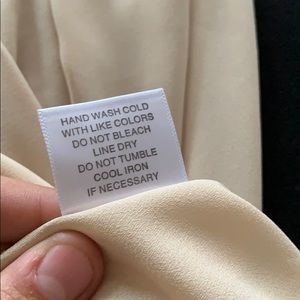 HAND WASH COLD
WITH LIKE COLORS
DO NOT BLEACH
LINE DRY
DO NOT TUMBLE
COOL IRON
IF NECESSARY